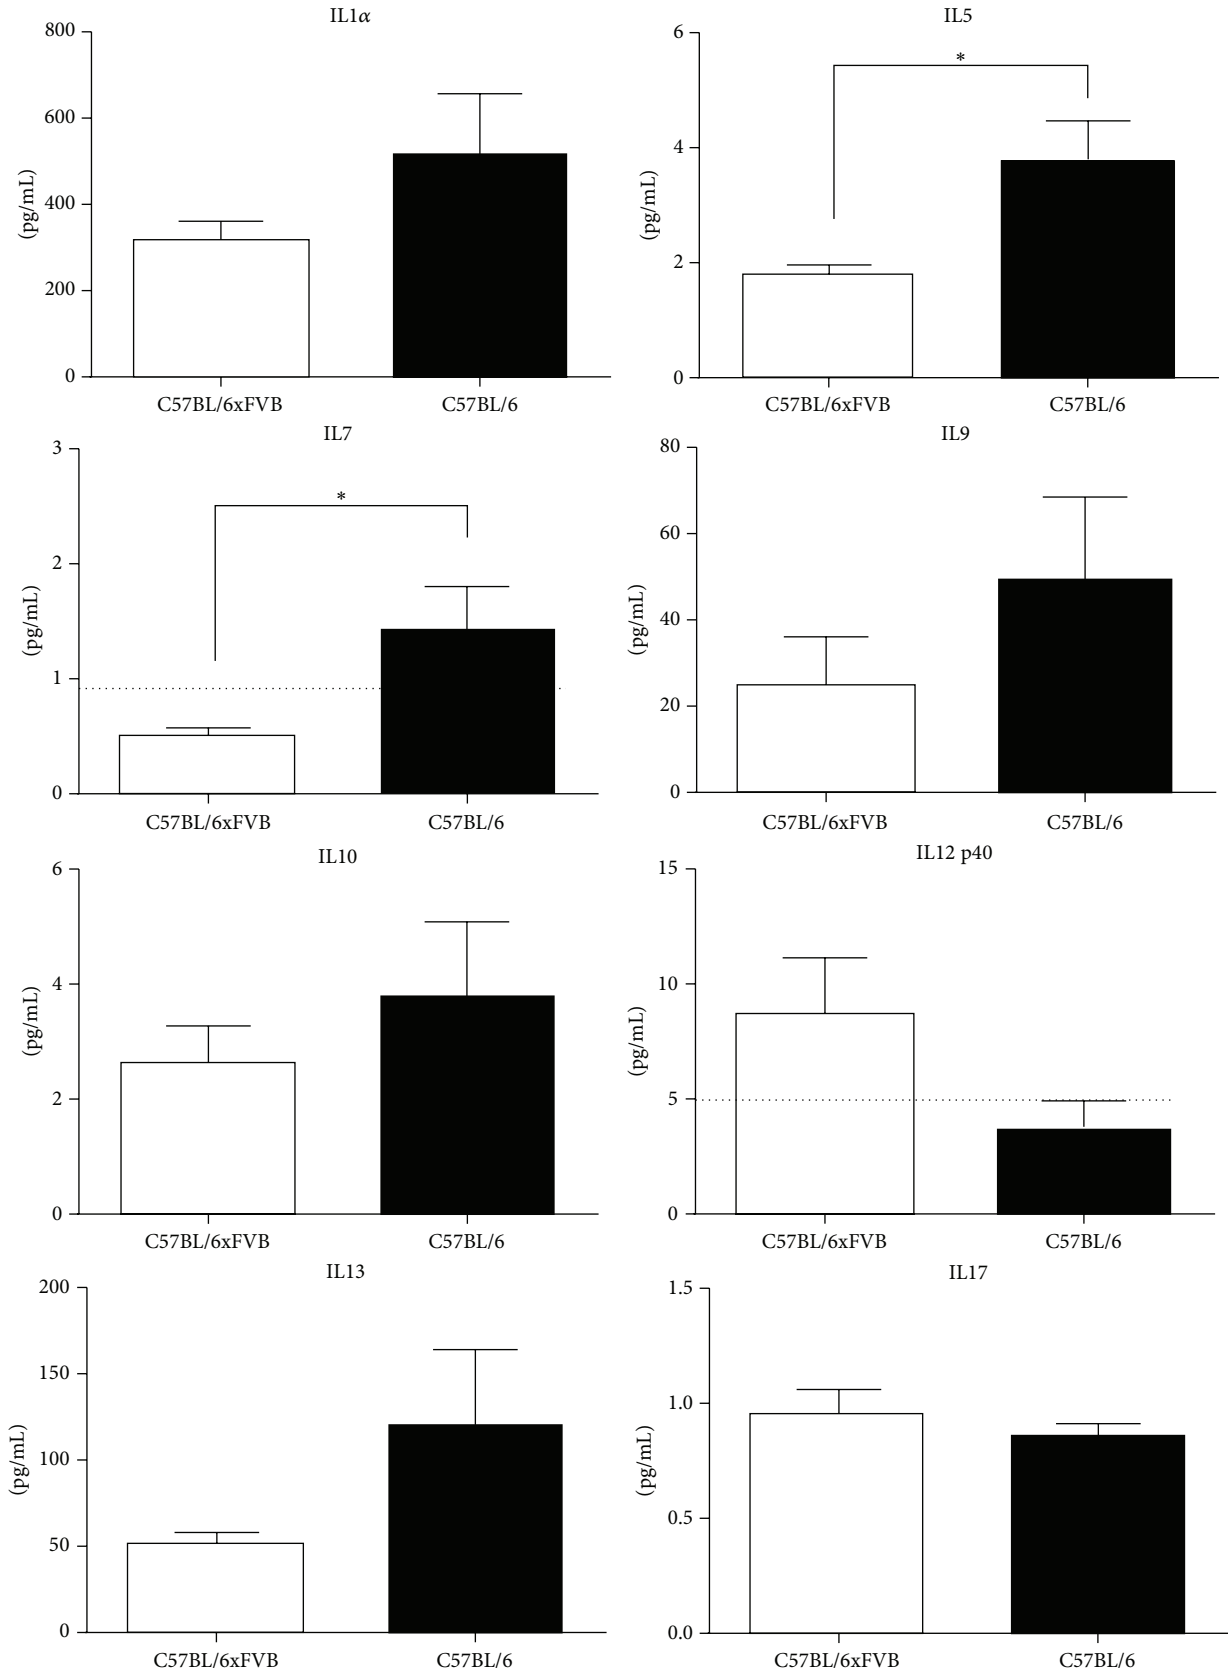 IL1α
800
600
400
200
0
(pg/mL)
C57BL/6xFVB
C57BL/6
IL5
6
4
2
0
(pg/mL)
*
C57BL/6xFVB
C57BL/6
IL7
3
2
1
0
(pg/mL)
*
C57BL/6xFVB
C57BL/6
IL9
80
60
40
20
0
(pg/mL)
C57BL/6xFVB
C57BL/6
IL10
6
4
2
0
(pg/mL)
C57BL/6xFVB
C57BL/6
IL12 p40
15
10
5
0
(pg/mL)
C57BL/6xFVB
C57BL/6
IL13
200
150
100
50
0
(pg/mL)
C57BL/6xFVB
C57BL/6
IL17
1.5
1.0
0.5
0.0
(pg/mL)
C57BL/6xFVB
C57BL/6